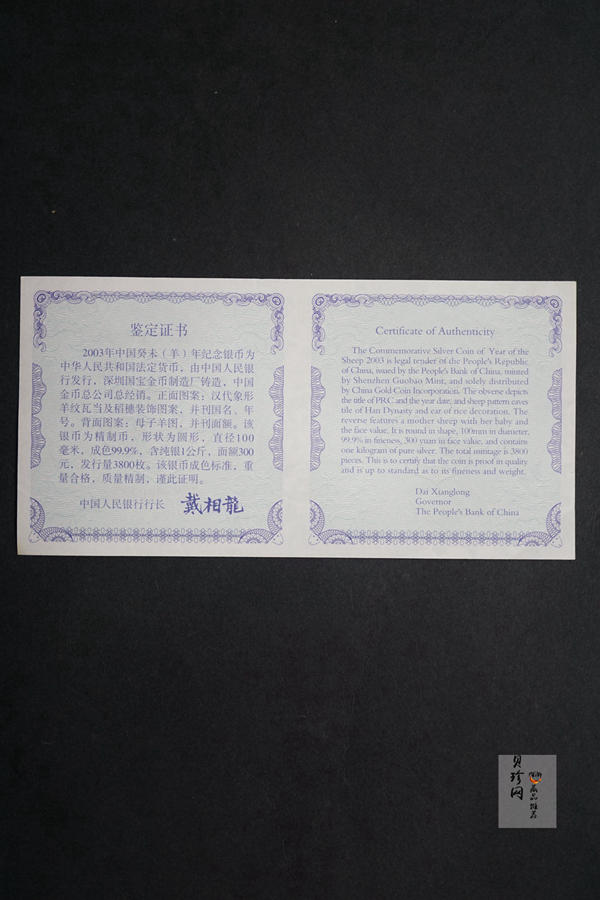 鉴定证书
2003年中国癸未（羊）年纪念银币为
中华人民共和国法定货币，由中国人民银
行发行，深圳国宝金币制造厂铸造，中国
金币总公司总经销。正面图案：汉代象形
羊纹瓦当及稻穗装饰图案，并刊国名、年
号。背面图案：母子羊图，并刊面额。该
银币为精制币，形状为圆形，直径100
毫米，成色99.9%，含纯银1公斤，面额300
元，发行量3800枚。该银币成色标准，重
量合格，质量精制，谨此证明。
中国人民银行行长 戴相龍
Certificate of Authenticity
The Commemorative Silver Coin of Year of the
Sheep 2003 is legal tender of the People's Republic
of China, issued by the People's Bank of China, minted
by Shenzhen Guobao Mint, and solely distributed
by China Gold Coin Incorporation. The obverse depicts
the title of PRC and the year date, and sheep pattern eaves
tile of Han Dynasty and ear of rice decoration. The
reverse features a mother sheep with her baby and
the face value. It is round in shape, 100mm in diameter,
99.9% in fineness, 300 yuan in face value, and contains
one kilogram of pure silver. The total mintage is 3800
pieces. This is to certify that the coin is proof in quality
and is up to standard as to its fineness and weight.
Dai Xianglong
Governor
The People's Bank of China
贝珍网
藏品推荐